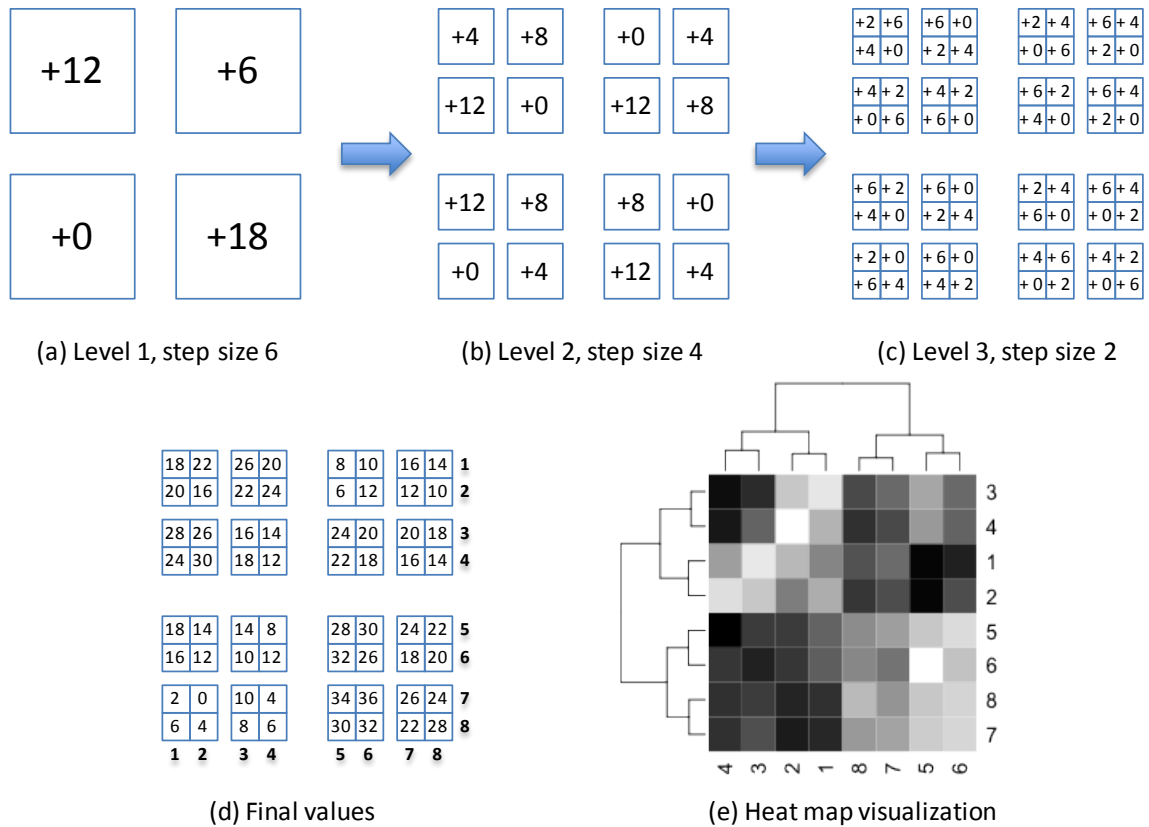 +12 +6
+0 +18
(a) Level 1, step size 6
+4 +8 +0 +4
+12 +0 +12 +8
+12 +8 +8 +0
+0 +4 +12 +4
(b) Level 2, step size 4
+2 +6 +6 +0 +2 +4 +6 +4
+4 +0 +2 +4 +0 +6 +2 +0
+4 +2 +4 +2 +6 +2 +6 +4
+0 +6 +6 +0 +4 +0 +2 +0
+6 +2 +6 +0 +2 +4 +6 +4
+4 +0 +2 +4 +6 +0 +0 +2
+2 +0 +6 +0 +4 +6 +4 +2
+6 +4 +4 +2 +0 +2 +0 +6
(c) Level 3, step size 2
18 22 26 20 8 10 16 14 1
20 16 22 24 6 12 12 10 2
28 26 16 14 24 20 20 18 3
24 30 18 12 22 18 16 14 4
18 14 14 8 28 30 24 22 5
16 12 10 12 32 26 18 20 6
2 0 10 4 34 36 26 24 7
6 4 8 6 30 32 22 28 8
1 2 3 4 5 6 7 8
(d) Final values
3
4
1
2
5
6
8
7
4 3 2 1 8 7 5 6
(e) Heat map visualization